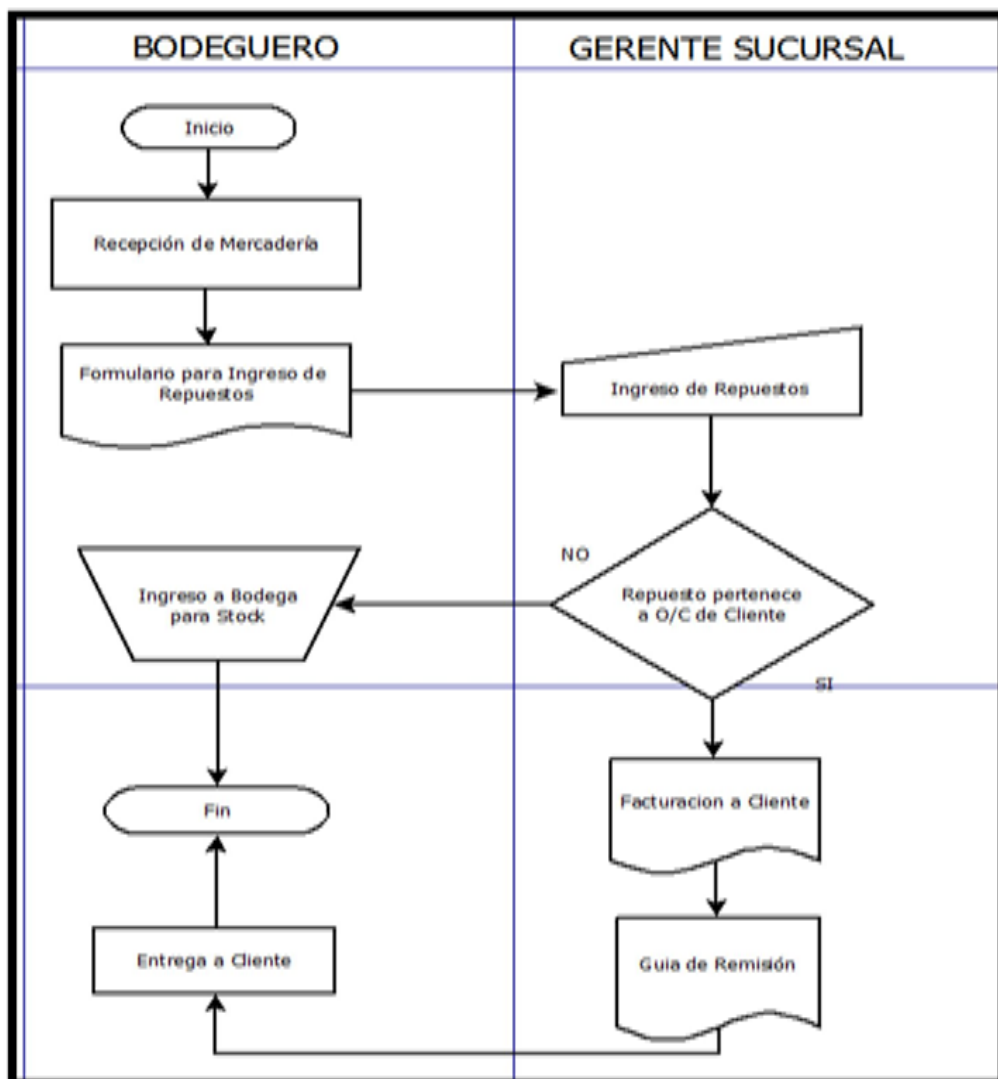 BODEGUERO
GERENTE SUCURSAL
Inicio
Recepción de Mercadería
Formulario para Ingreso de
Repuestos
Ingreso de Repuestos
NO
Repuesto pertenece
a O/C de Cliente
Ingreso a Bodega
para Stock
SI
Facturacion a Cliente
Fin
Guia de Remisión
Entrega a Cliente